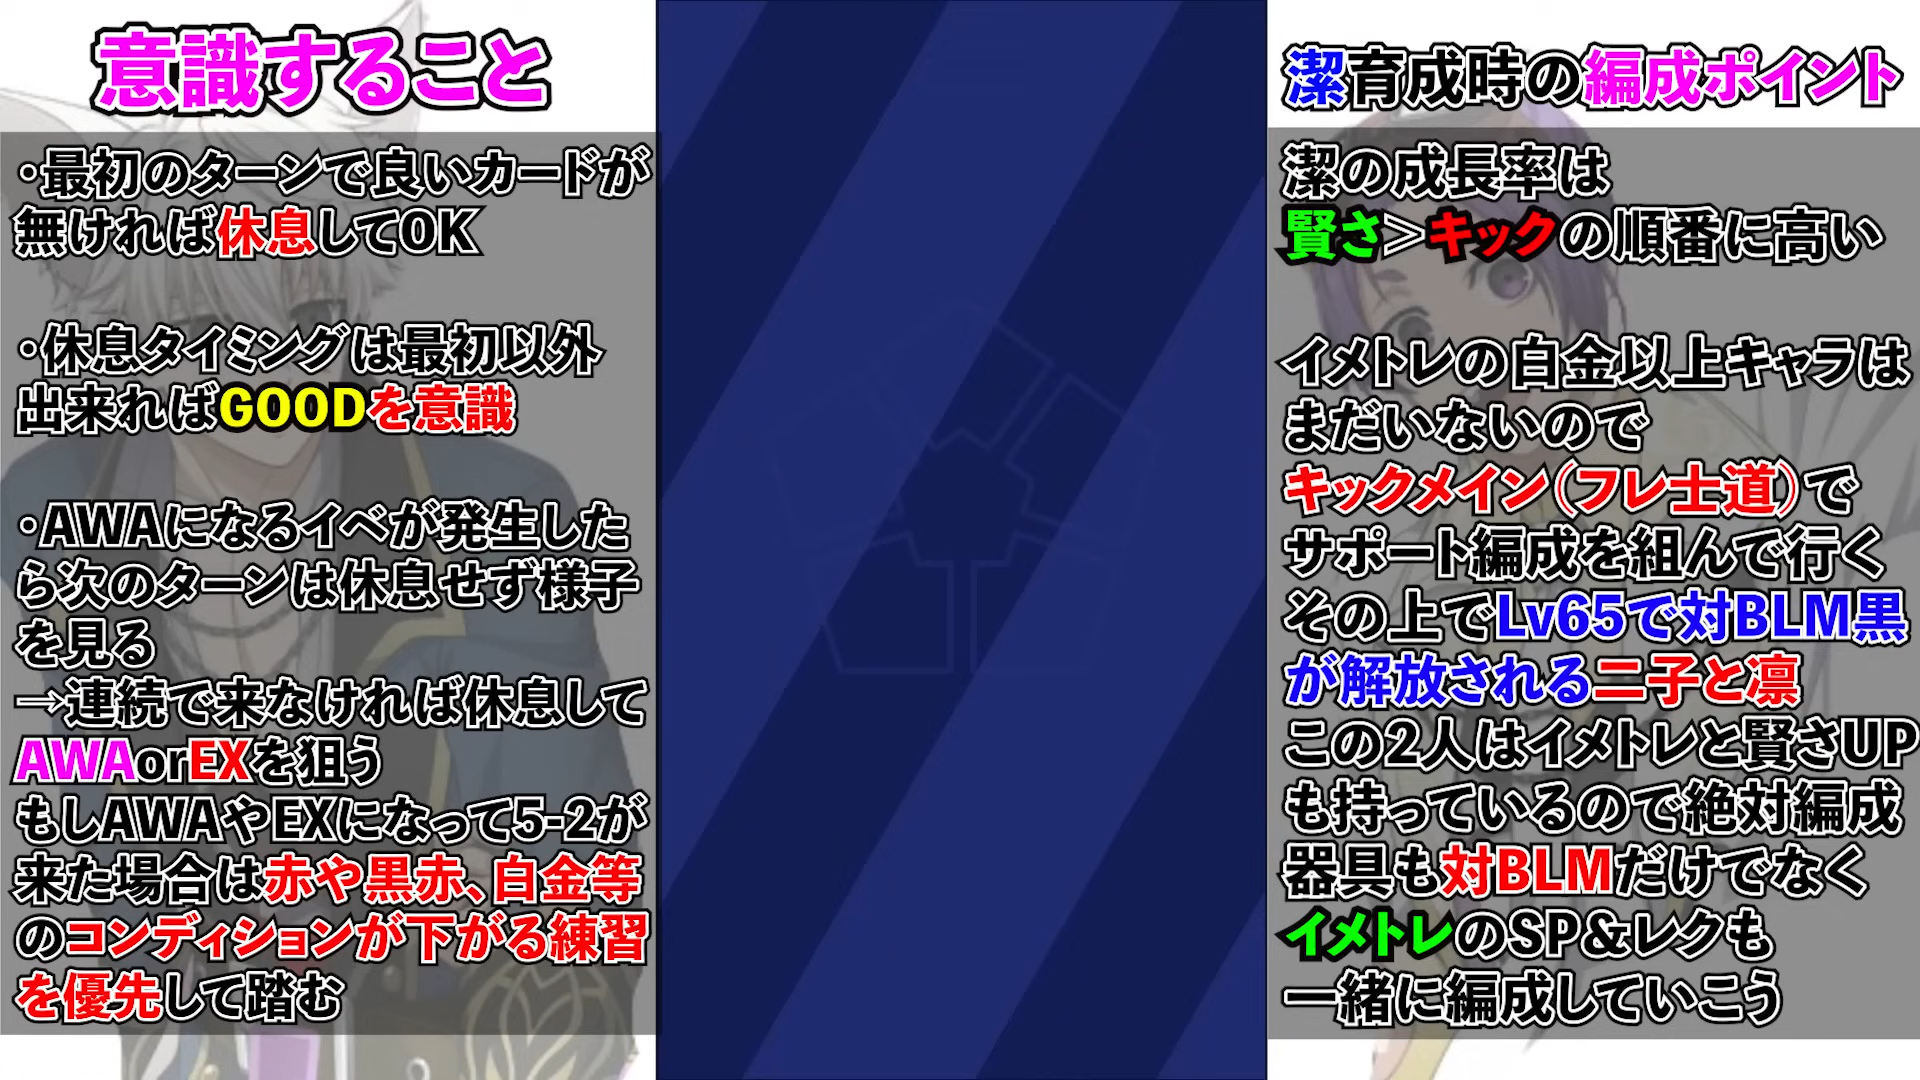 意識すること
・最初のターンで良いカードが
無ければ休息してOK
・休息タイミングは最初以外
出来ればGOODを意識
・AWAになるイベが発生した
ら次のターンは休息せず様子
を見る
→連続で来なければ休息して
AWAorEXを狙う
もしAWAやEXになって5-2が
来た場合は赤や黒赤、白金等
のコンディションが下がる練習
を優先して踏む
潔育成時の編成ポイント
潔の成長率は
賢さ>キックの順番に高い
イメトレの白金以上キャラは
まだいないので
キックメイン(フレ士道)で
サポート編成を組んで行く
その上でLv65で対BLM黒
が解放される二子と凛
この2人はイメトレと賢さUP
も持っているので絶対編成
器具も対BLMだけでなく
イメトレのSP&レクも
一緒に編成していこう